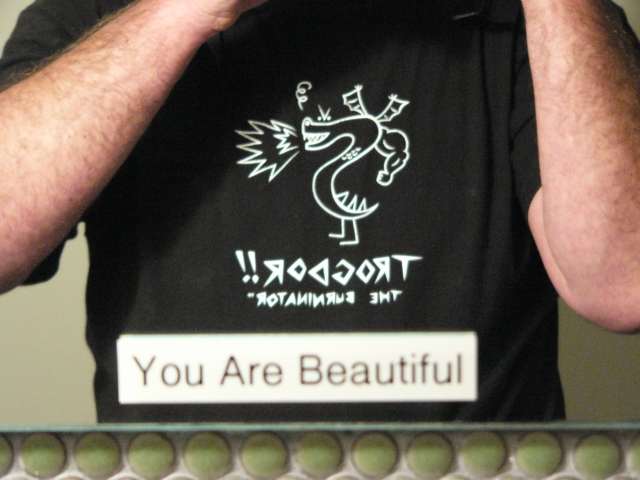 TROGDOR!!
THE BURNINATOR~
You Are Beautiful